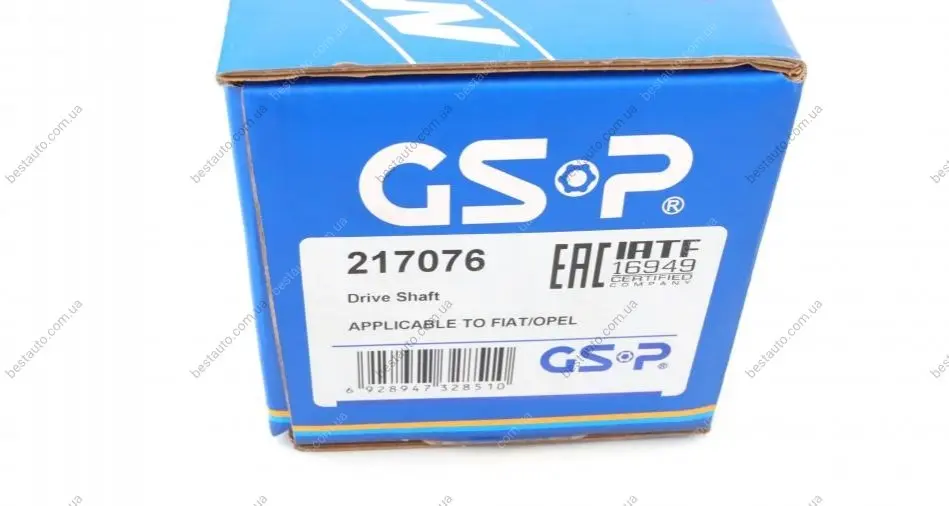 GSP®
217076
EAC
IATF
16949
CERTIFIED
COMPANY
Drive Shaft
APPLICABLE TO FIAT/OPEL
6 928947 328510
GSP®
bestauto.com.ua